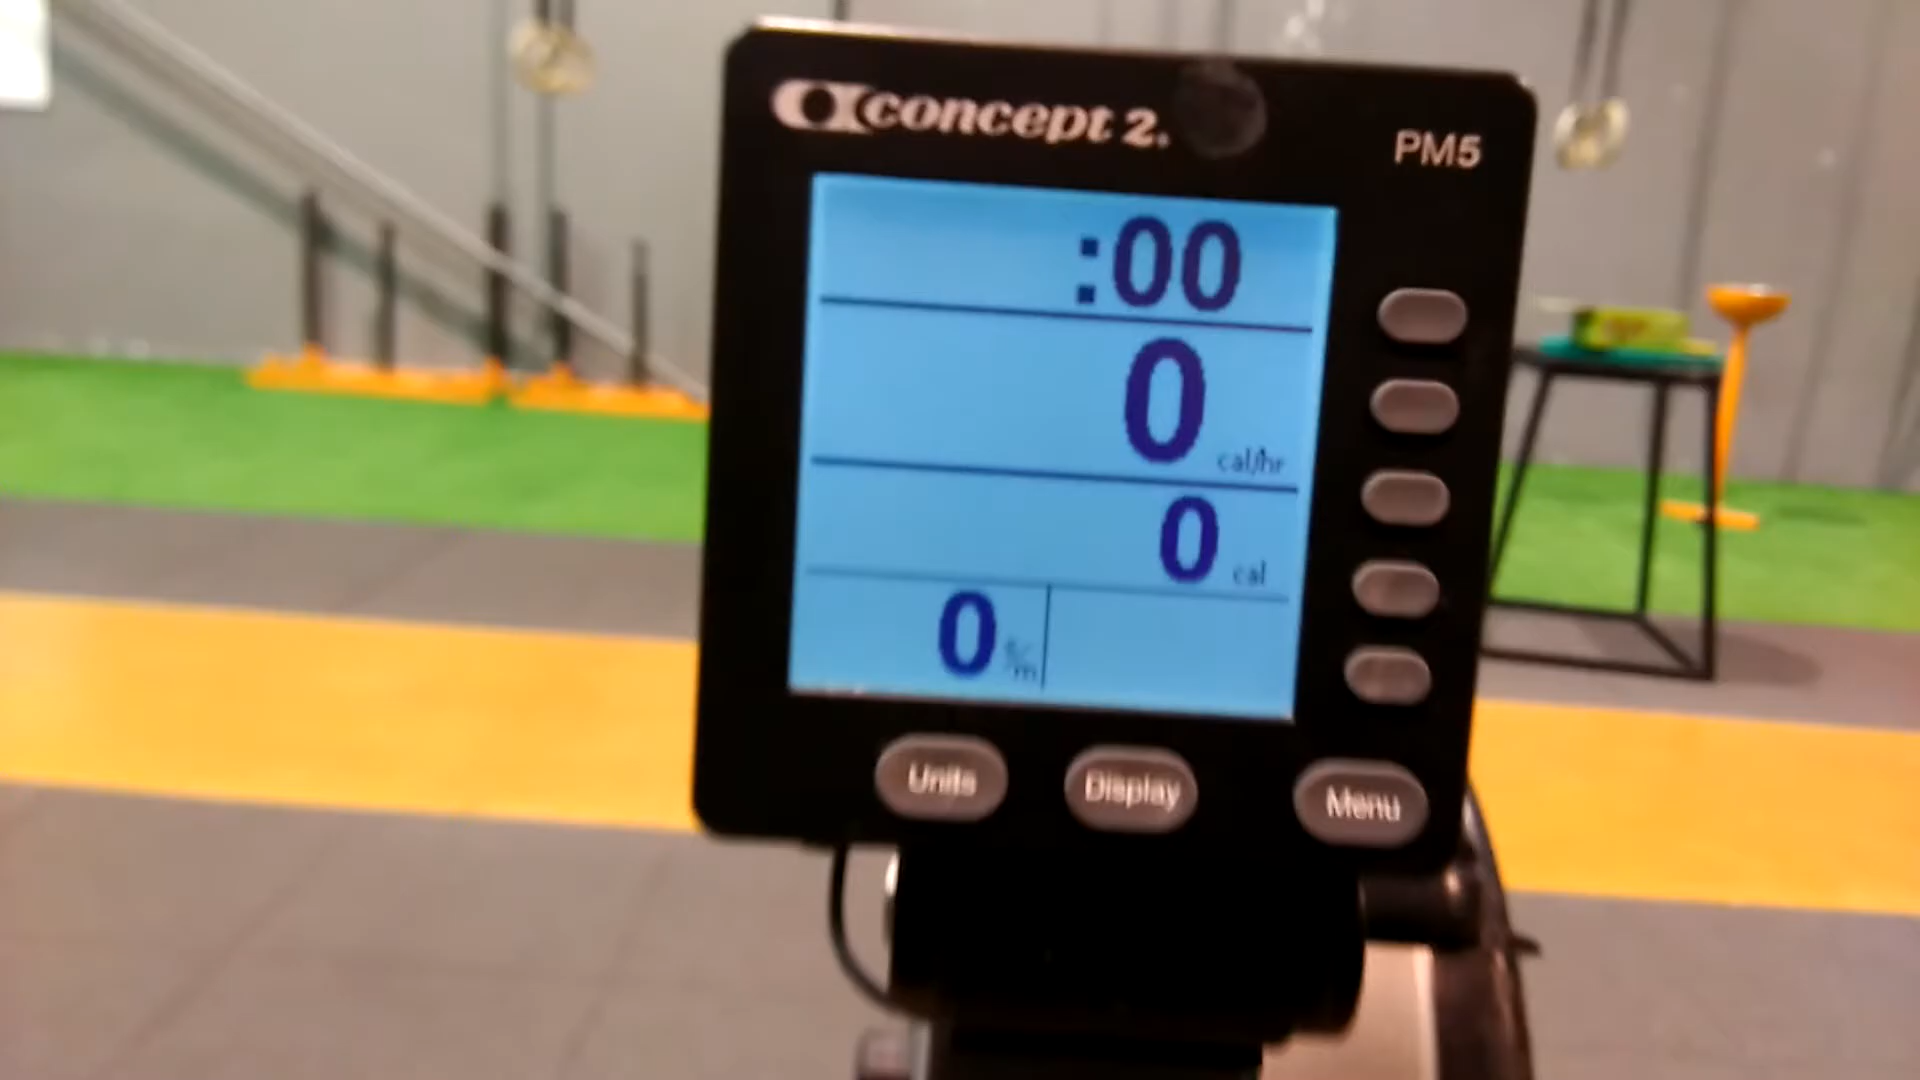 concept 2.
PM5
:00
0 cal/hr
0 cal
0 s/m
Units
Display
Menu